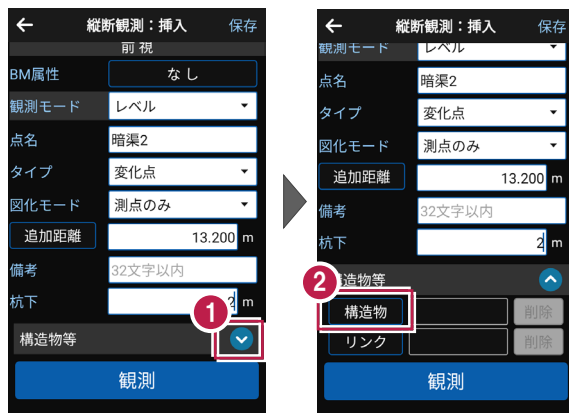 縦断観測：挿入 保存
前 視
BM属性 な し
観測モード レベル
点名 暗渠2
タイプ 変化点
図化モード 測点のみ
追加距離 13.200 m
備考 32文字以内
杭下 2 m
1
構造物等
観測
縦断観測：挿入 保存
観測モード レベル
点名 暗渠2
タイプ 変化点
図化モード 測点のみ
追加距離 13.200 m
備考 32文字以内
杭下 2 m
2
構造物等
構造物 削除
リンク 削除
観測